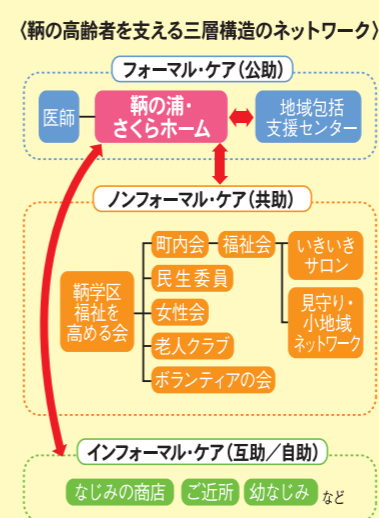 〈鞆の高齢者を支える三層構造のネットワーク〉
フォーマル・ケア(公助)
医師
鞆の浦・
さくらホーム
地域包括
支援センター
ノンフォーマル・ケア(共助)
鞆学区
福祉を
高める会
町内会
福祉会
民生委員
女性会
老人クラブ
ボランティアの会
いきいき
サロン
見守り・
小地域
ネットワーク
インフォーマル・ケア(互助/自助)
なじみの商店
ご近所
幼なじみ
など